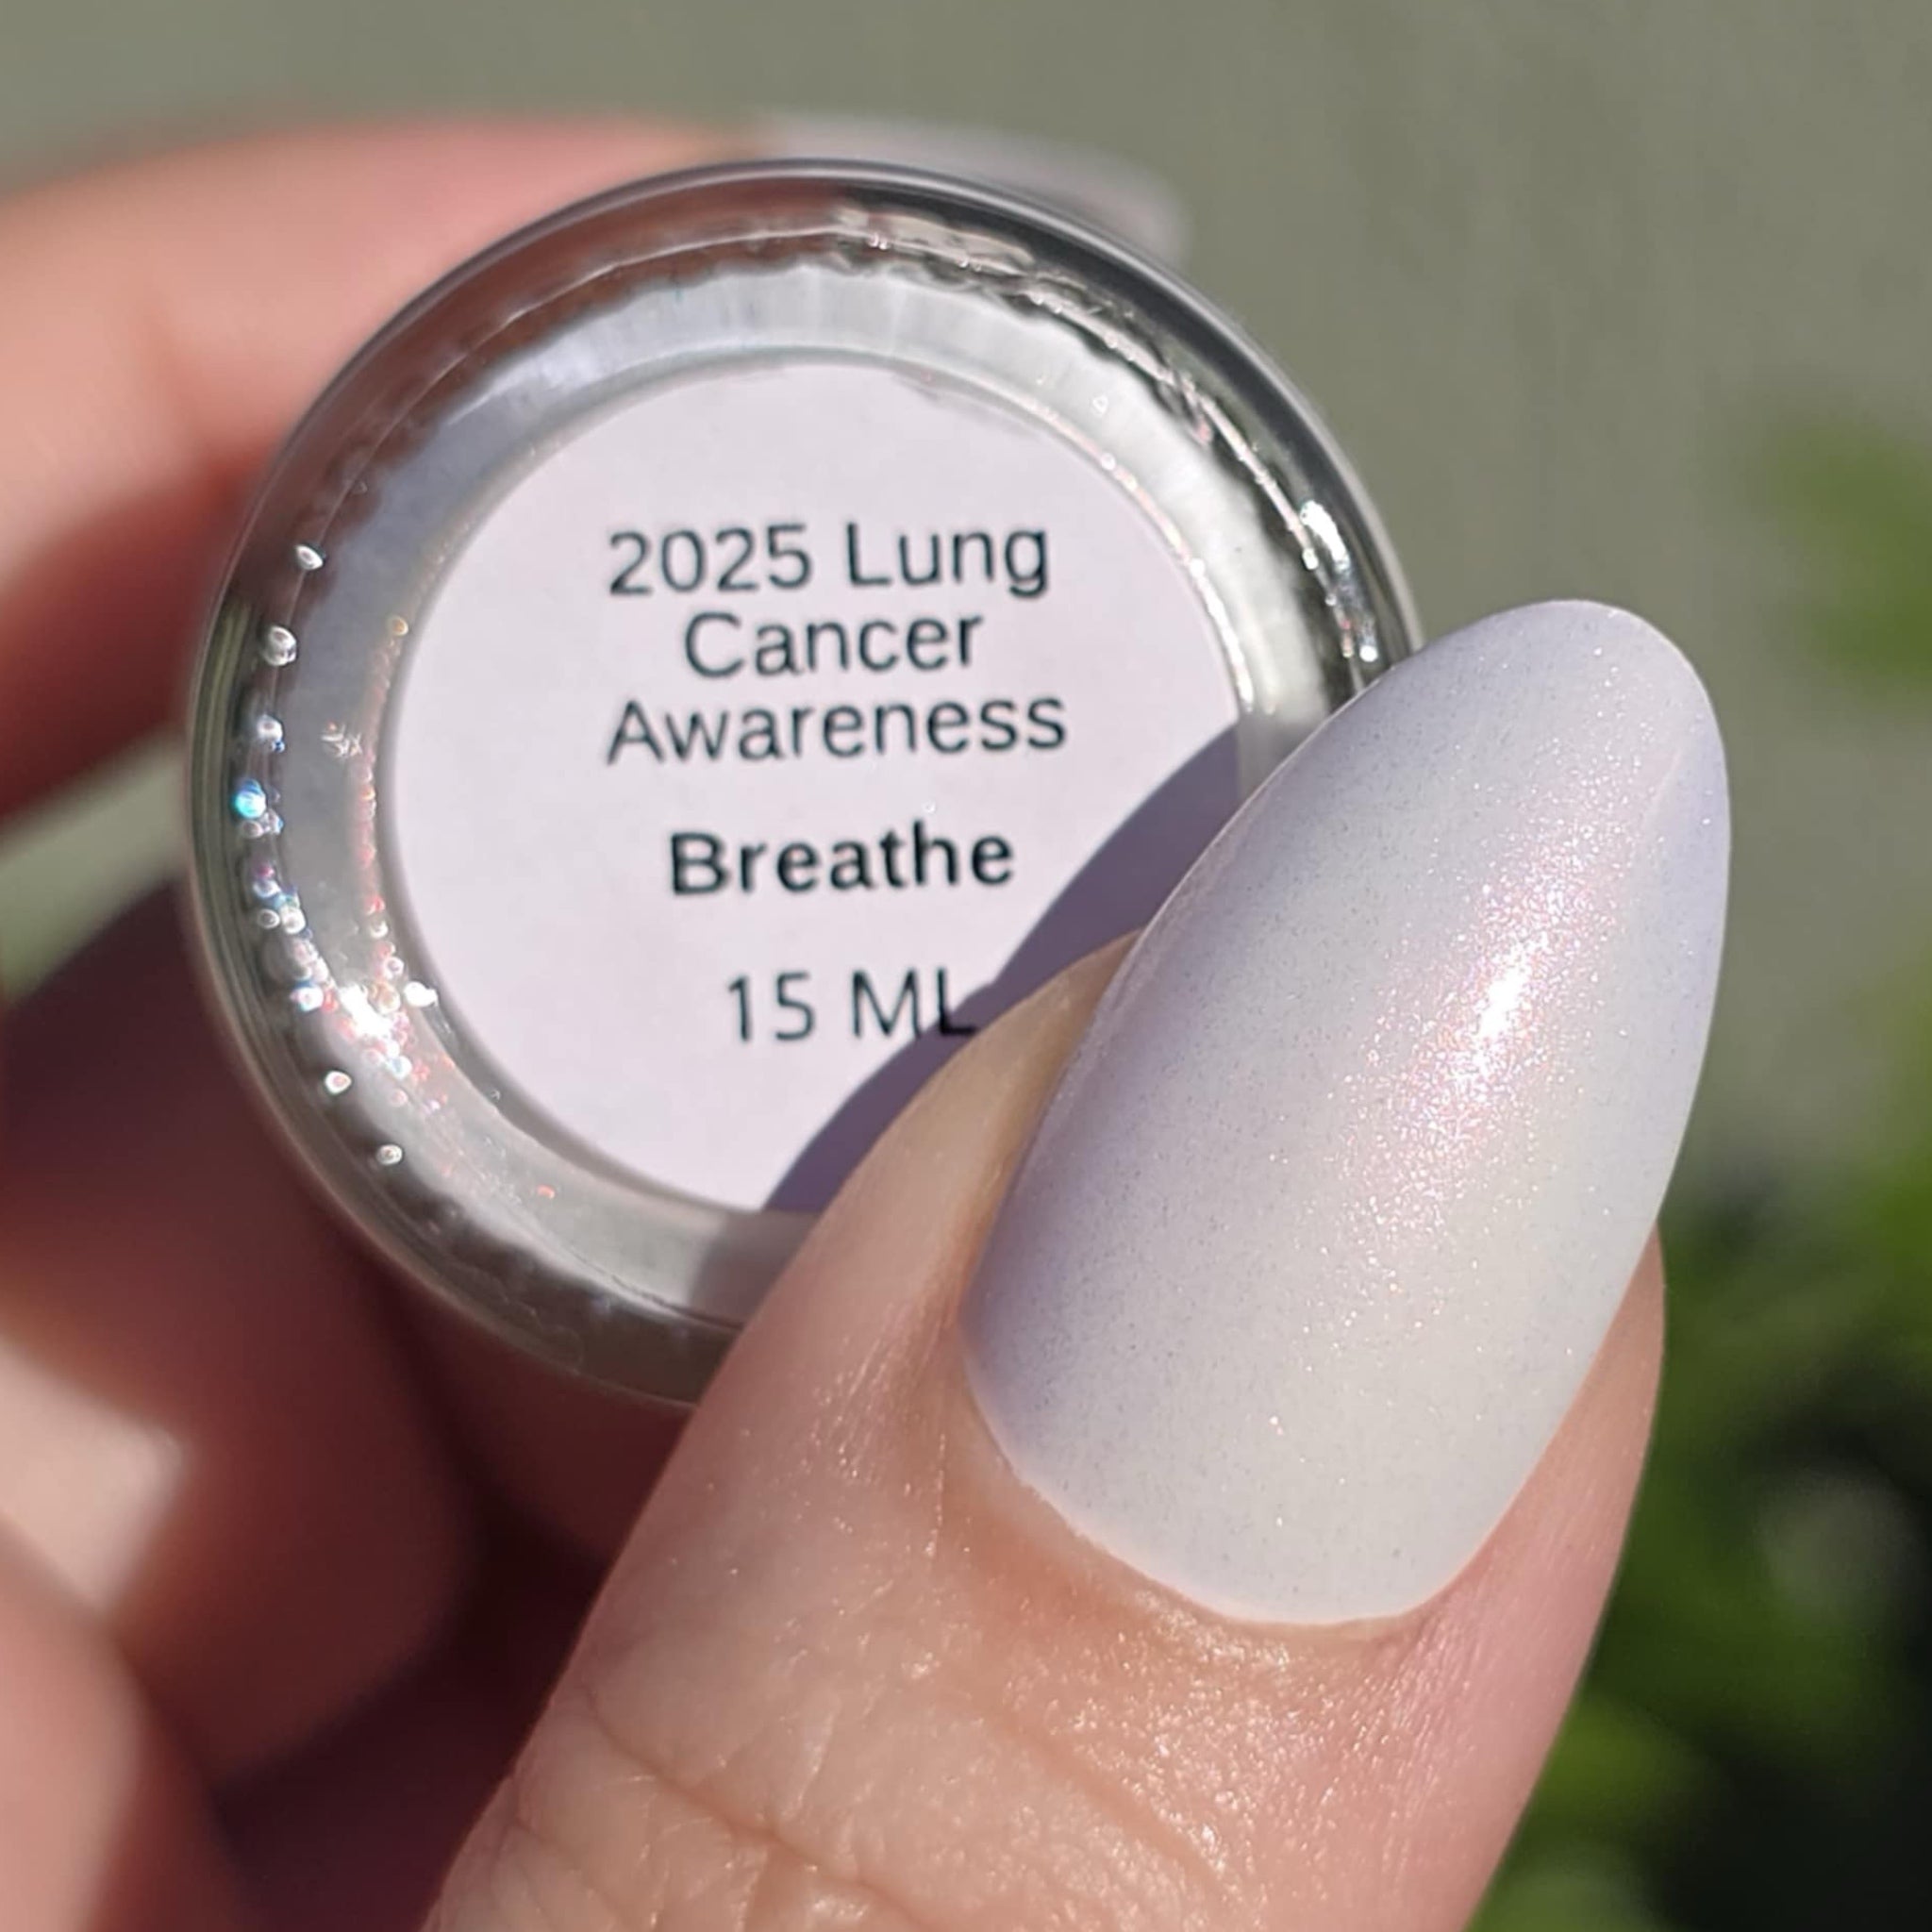 2025 Lung
Cancer
Awareness
Breathe
15 ML